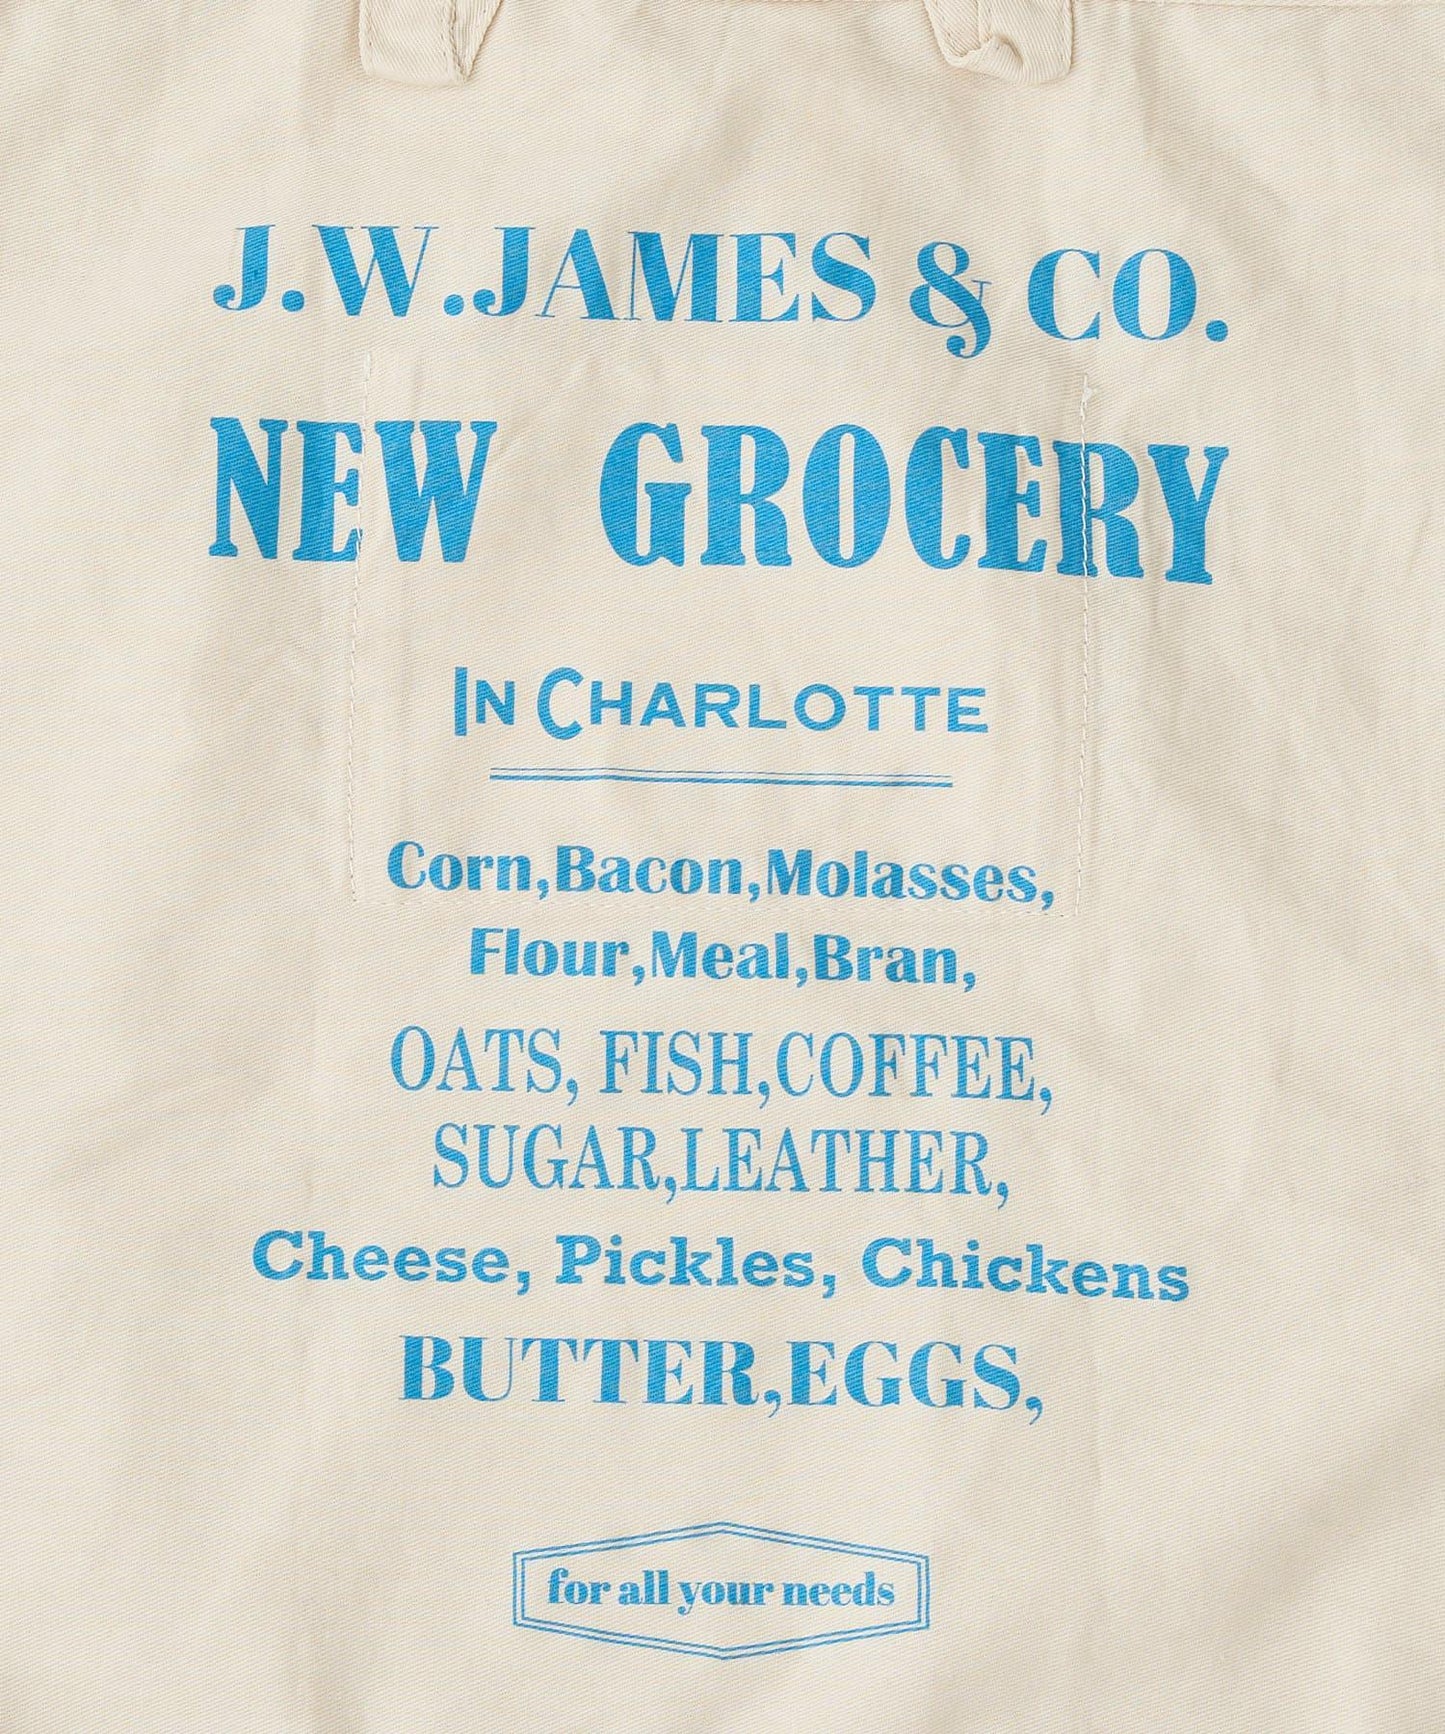 J.W.JAMES & CO.
NEW GROCERY
IN CHARLOTTE
Corn,Bacon,Molasses,
Flour,Meal,Bran,
OATS, FISH,COFFEE,
SUGAR,LEATHER,
Cheese, Pickles, Chickens
BUTTER,EGGS,
for all your needs